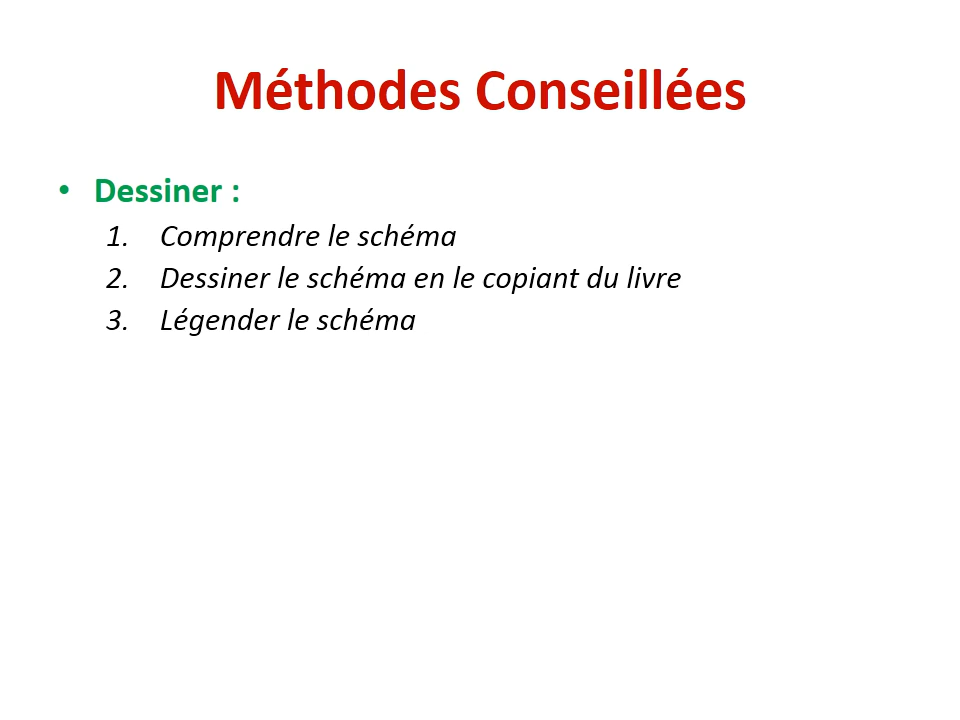 Méthodes Conseillées
• Dessiner :
1. Comprendre le schéma
2. Dessiner le schéma en le copiant du livre
3. Légender le schéma